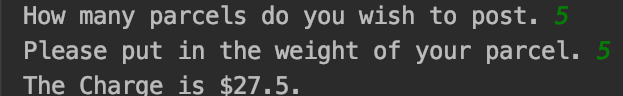 How many parcels do you wish to post. 5
Please put in the weight of your parcel. 5
The Charge is $27.5.